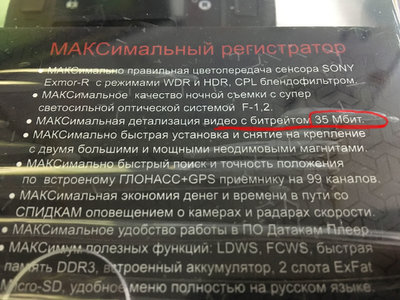 МАКСимальный регистратор
• МАКСимально правильная цветопередача сенсора SONY
Exmor-R с режимами WDR и HDR, CPL блендофильтром.
• МАКСимальное качество ночной съемки с супер
светосильной оптической системой F-1,2.
• МАКСимальная детализация видео с битрейтом 35 Мбит.
• МАКСимально быстрая установка и снятие на крепление
с двумя большими и мощными неодимовыми магнитами.
• МАКСимально быстрый поиск и точность положения
по встроеному ГЛОНАСС+GPS приёмнику на 99 каналов.
• МАКСимальная экономия денег и времени в пути со
СПИДКАМ оповещением о камерах и радарах скорости.
• МАКСимальное удобство работы в ПО Датакам Плеер.
• МАКСимум полезных функций: LDWS, FCWS, быстрая
память DDR3, встроенный аккумулятор, 2 слота ExFat
Micro-SD, удобное меню полностью на русском языке.